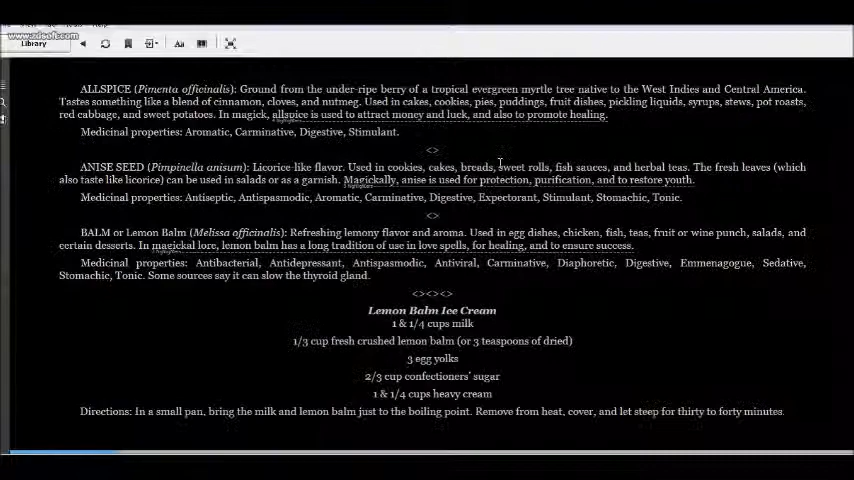 www.zdsoft.com
Library
Aa
ALLSPICE (Pimenta officinalis): Ground from the under-ripe berry of a tropical evergreen myrtle tree native to the West Indies and Central America.
Tastes something like a blend of cinnamon, cloves, and nutmeg. Used in cakes, cookies, pies, puddings, fruit dishes, pickling liquids, syrups, stews, pot roasts,
red cabbage, and sweet potatoes. In magick, allspice is used to attract money and luck, and also to promote healing.
Medicinal properties: Aromatic, Carminative, Digestive, Stimulant.
<>
ANISE SEED (Pimpinella anisum): Licorice-like flavor. Used in cookies, cakes, breads, sweet rolls, fish sauces, and herbal teas. The fresh leaves (which
also taste like licorice) can be used in salads or as a garnish. Magickally, anise is used for protection, purification, and to restore youth.
Medicinal properties: Antiseptic, Antispasmodic, Aromatic, Carminative, Digestive, Expectorant, Stimulant, Stomachic, Tonic.
<>
BALM or Lemon Balm (Melissa officinalis): Refreshing lemony flavor and aroma. Used in egg dishes, chicken, fish, teas, fruit or wine punch, salads, and
certain desserts. In magickal lore, lemon balm has a long tradition of use in love spells, for healing, and to ensure success.
Medicinal properties: Antibacterial, Antidepressant, Antispasmodic, Antiviral, Carminative, Diaphoretic, Digestive, Emmenagogue, Sedative,
Stomachic, Tonic. Some sources say it can slow the thyroid gland.
<><><>
Lemon Balm Ice Cream
1 & 1/4 cups milk
1/3 cup fresh crushed lemon balm (or 3 teaspoons of dried)
3 egg yolks
2/3 cup confectioners' sugar
1 & 1/4 cups heavy cream
Directions: In a small pan, bring the milk and lemon balm just to the boiling point. Remove from heat, cover, and let steep for thirty to forty minutes.